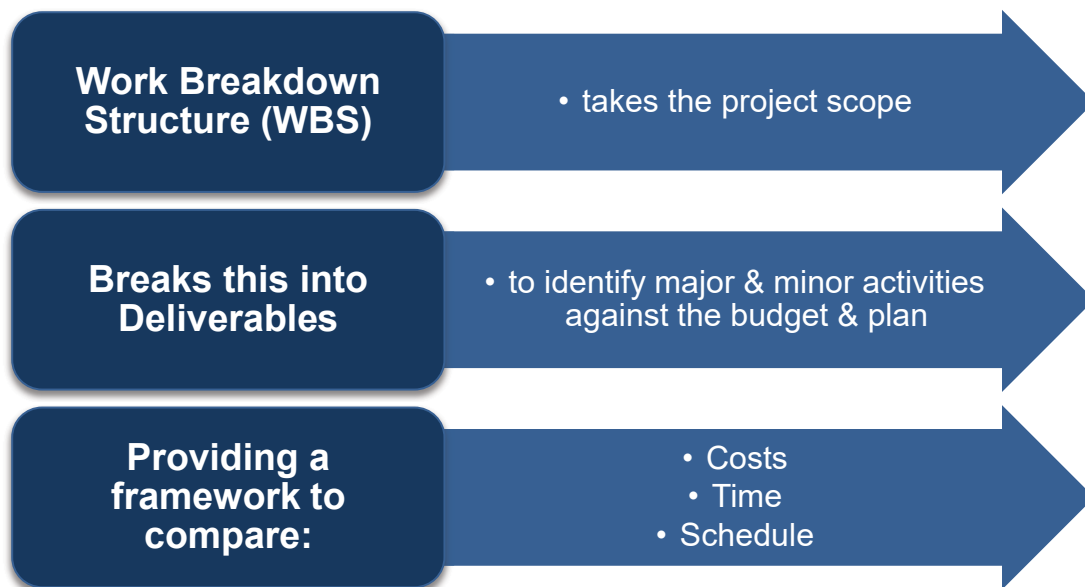 Work Breakdown
Structure (WBS)
• takes the project scope
Breaks this into
Deliverables
• to identify major & minor activities
against the budget & plan
Providing a
framework to
compare:
• Costs
• Time
• Schedule